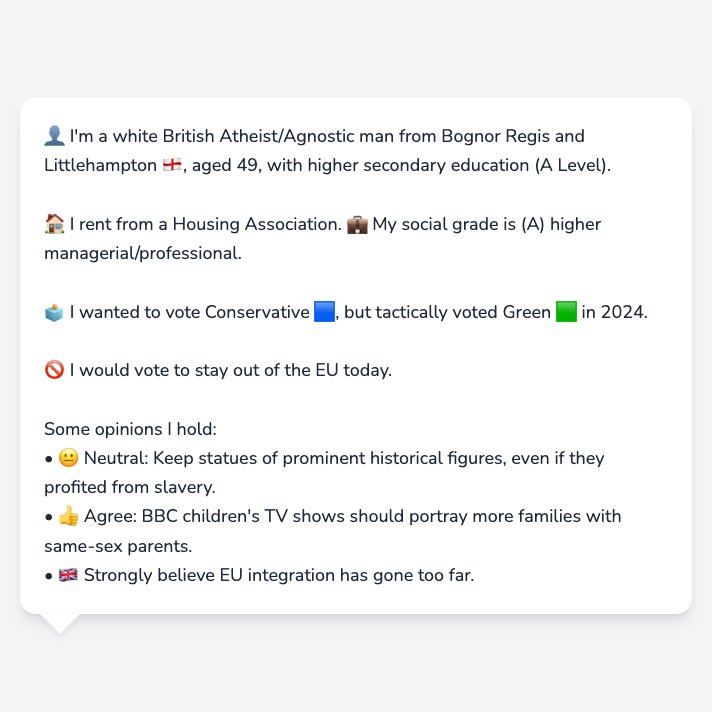 👤 I'm a white British Atheist/Agnostic man from Bognor Regis and
Littlehampton 🏴󠁧󠁢󠁥󠁮󠁧󠁿, aged 49, with higher secondary education (A Level).
🏠 I rent from a Housing Association. 💼 My social grade is (A) higher
managerial/professional.
🗳️ I wanted to vote Conservative 🟦, but tactically voted Green 🟩 in 2024.
🚫 I would vote to stay out of the EU today.
Some opinions I hold:
• 😐 Neutral: Keep statues of prominent historical figures, even if they
profited from slavery.
• 👍 Agree: BBC children's TV shows should portray more families with
same-sex parents.
• 🇬🇧 Strongly believe EU integration has gone too far.